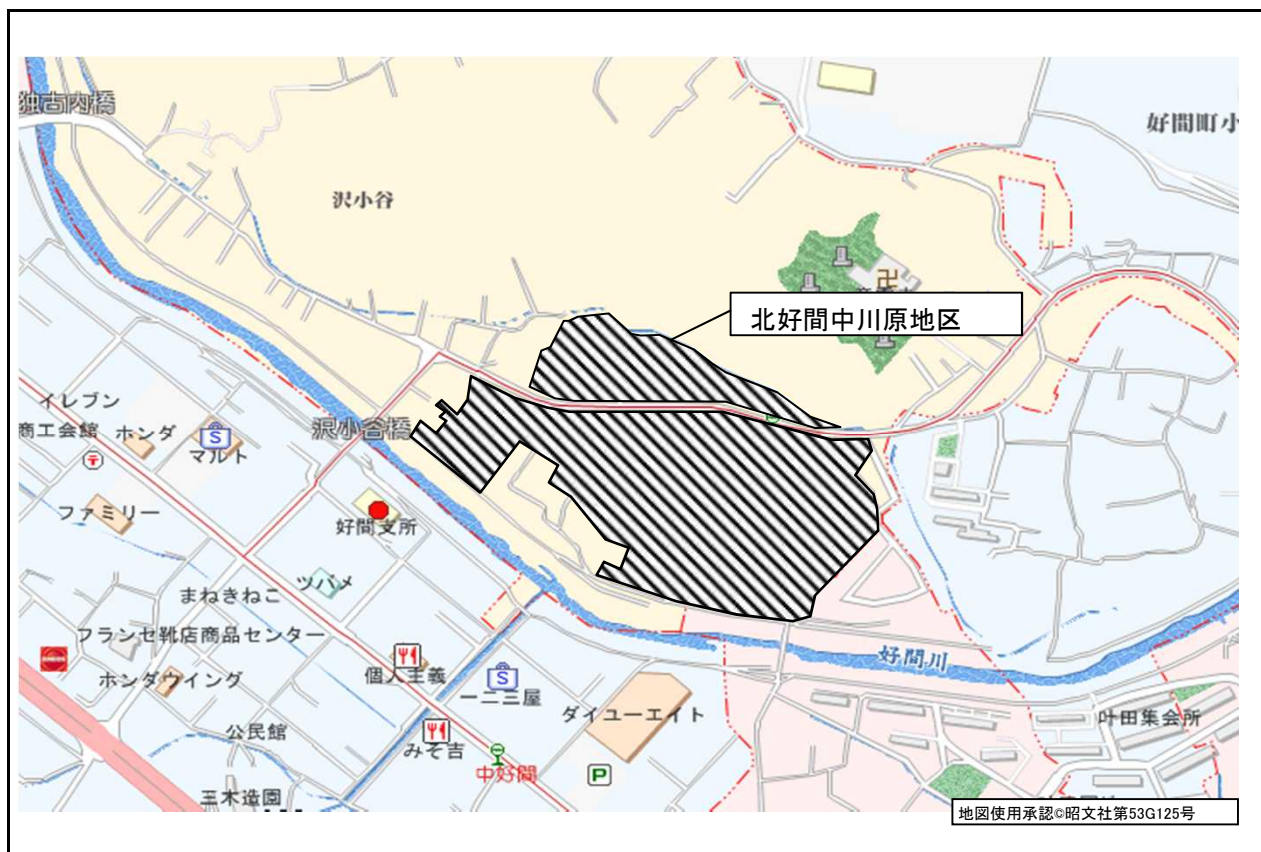 独古内橋
好間町小
沢小谷
北好間中川原地区
イレブン
商工会館
ホンダ
マルト
沢小谷橋
ファミリー
好間支所
ツバメ
まねきねこ
フランセ靴店商品センター
ホンダウイング
個人主義
一二三屋
好間川
ダイユーエイト
公民館
みそ吉
中好間
P
叶田集会所
三木造園
地図使用承認©昭文社第53G125号